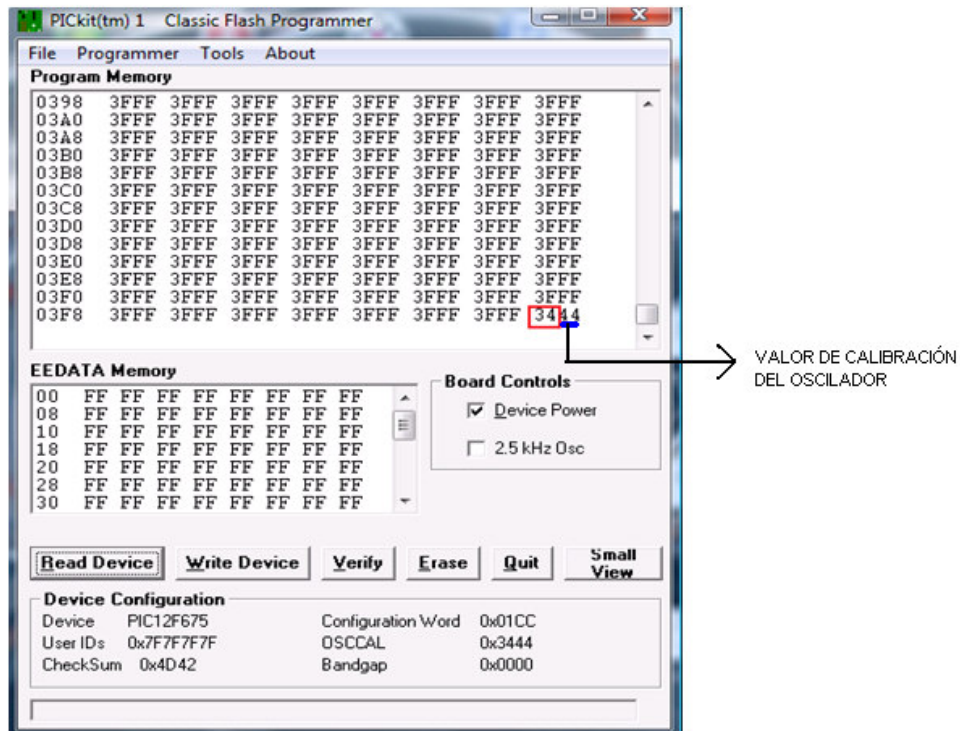 PICkit(tm) 1 Classic Flash Programmer
File Programmer Tools About
Program Memory
0398 3FFF 3FFF 3FFF 3FFF 3FFF 3FFF 3FFF 3FFF
03A0 3FFF 3FFF 3FFF 3FFF 3FFF 3FFF 3FFF 3FFF
03A8 3FFF 3FFF 3FFF 3FFF 3FFF 3FFF 3FFF 3FFF
03B0 3FFF 3FFF 3FFF 3FFF 3FFF 3FFF 3FFF 3FFF
03B8 3FFF 3FFF 3FFF 3FFF 3FFF 3FFF 3FFF 3FFF
03C0 3FFF 3FFF 3FFF 3FFF 3FFF 3FFF 3FFF 3FFF
03C8 3FFF 3FFF 3FFF 3FFF 3FFF 3FFF 3FFF 3FFF
03D0 3FFF 3FFF 3FFF 3FFF 3FFF 3FFF 3FFF 3FFF
03D8 3FFF 3FFF 3FFF 3FFF 3FFF 3FFF 3FFF 3FFF
03E0 3FFF 3FFF 3FFF 3FFF 3FFF 3FFF 3FFF 3FFF
03E8 3FFF 3FFF 3FFF 3FFF 3FFF 3FFF 3FFF 3FFF
03F0 3FFF 3FFF 3FFF 3FFF 3FFF 3FFF 3FFF 3FFF
03F8 3FFF 3FFF 3FFF 3FFF 3FFF 3FFF 3FFF 3444
VALOR DE CALIBRACIÓN
DEL OSCILADOR
EEDATA Memory
00 FF FF FF FF FF FF FF FF
08 FF FF FF FF FF FF FF FF
10 FF FF FF FF FF FF FF FF
18 FF FF FF FF FF FF FF FF
20 FF FF FF FF FF FF FF FF
28 FF FF FF FF FF FF FF FF
30 FF FF FF FF FF FF FF FF
Board Controls
Device Power
2.5 kHz Osc
Read Device Write Device Verify Erase Quit Small View
Device Configuration
Device PIC12F675 Configuration Word 0x01CC
User IDs 0x7F7F7F7F OSCCAL 0x3444
CheckSum 0x4D42 Bandgap 0x0000